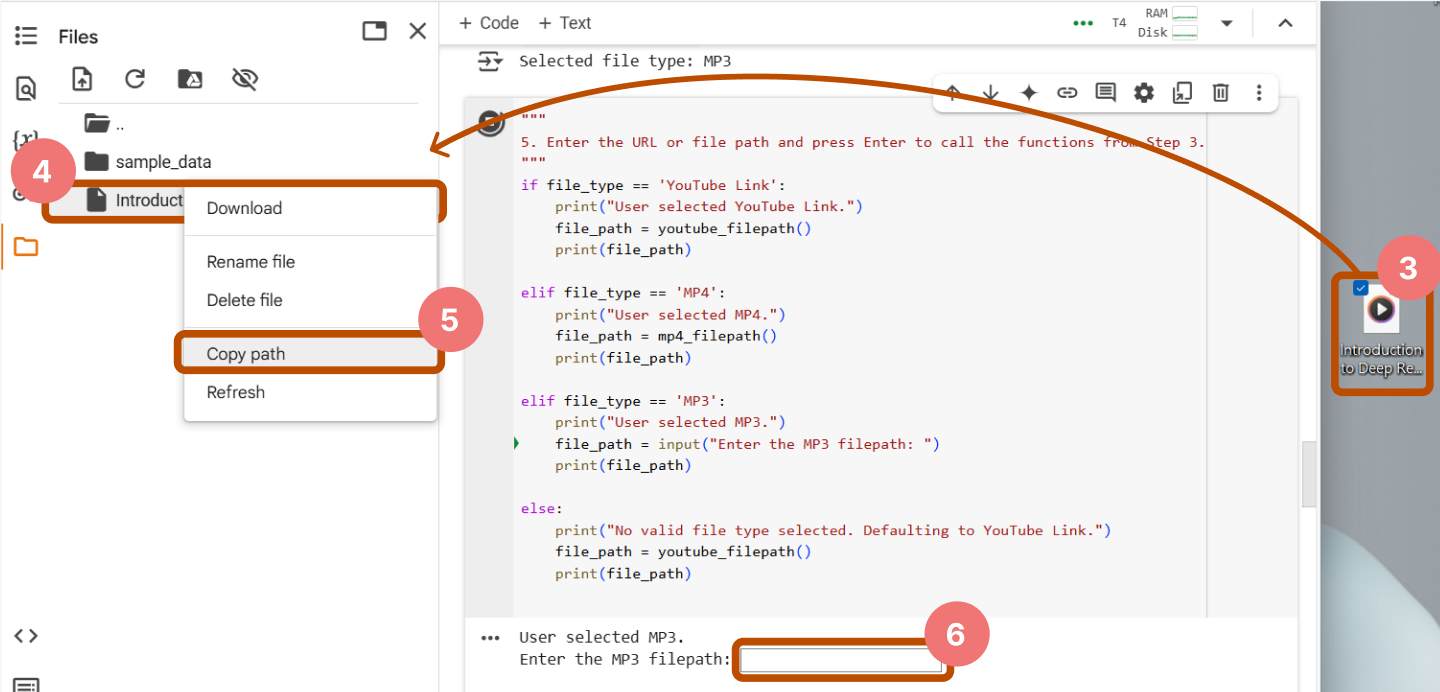 Files
+ Code + Text
T4
RAM
Disk
Selected file type: MP3
..
sample_data
Introduct
Download
Rename file
Delete file
Copy path
Refresh
4
5
"""
5. Enter the URL or file path and press Enter to call the functions from Step 3.
"""
if file_type == 'YouTube Link':
    print("User selected YouTube Link.")
    file_path = youtube_filepath()
    print(file_path)
elif file_type == 'MP4':
    print("User selected MP4.")
    file_path = mp4_filepath()
    print(file_path)
elif file_type == 'MP3':
    print("User selected MP3.")
    file_path = input("Enter the MP3 filepath: ")
    print(file_path)
else:
    print("No valid file type selected. Defaulting to YouTube Link.")
    file_path = youtube_filepath()
    print(file_path)
User selected MP3.
Enter the MP3 filepath:
6
3
Introduction
to Deep Re...